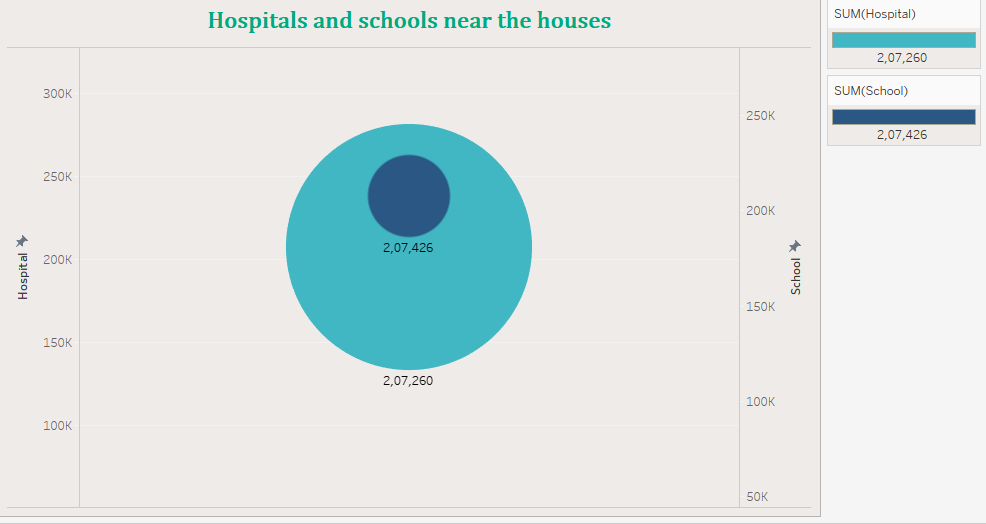 Hospitals and schools near the houses
300K
250K
200K
150K
100K
Hospital
2,07,426
2,07,260
250K
200K
150K
100K
50K
School
SUM(Hospital)
2,07,260
SUM(School)
2,07,426